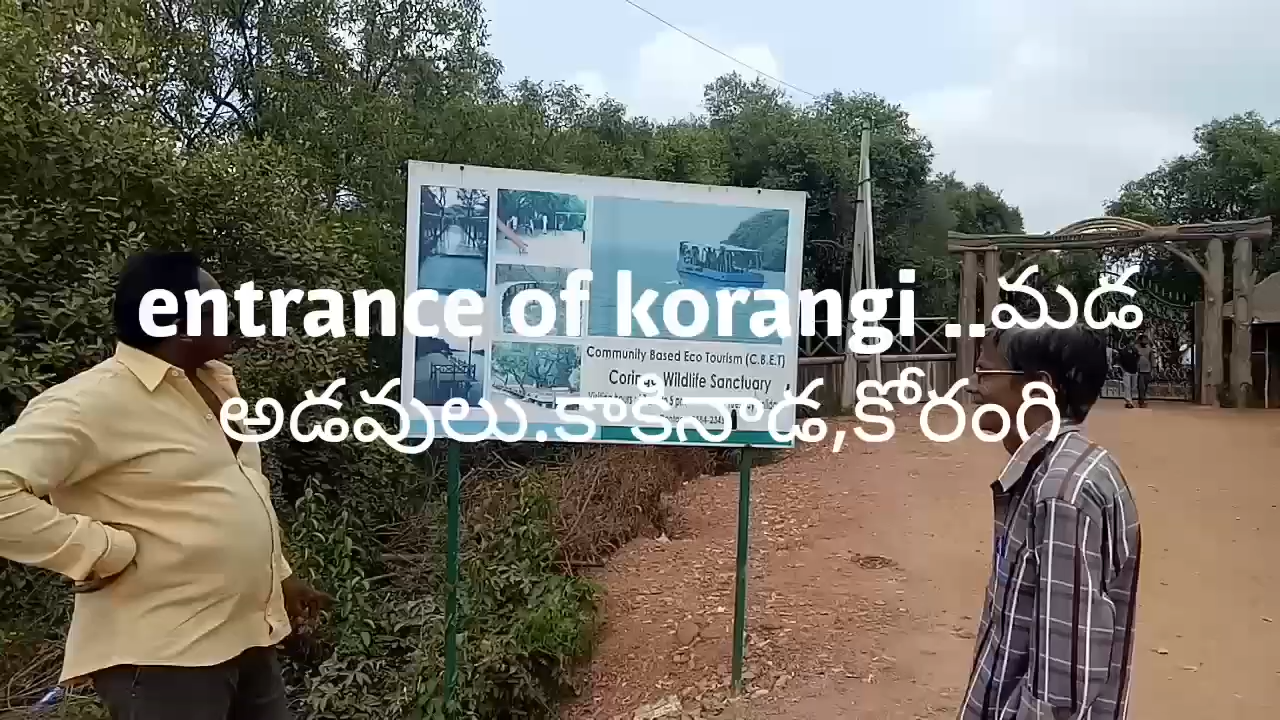 entrance of korangi ..మడ
అడవులు.కాకినాడ,కోరంగి
Community Based Eco Tourism (C.B.E.T)
Coringa Wildlife Sanctuary